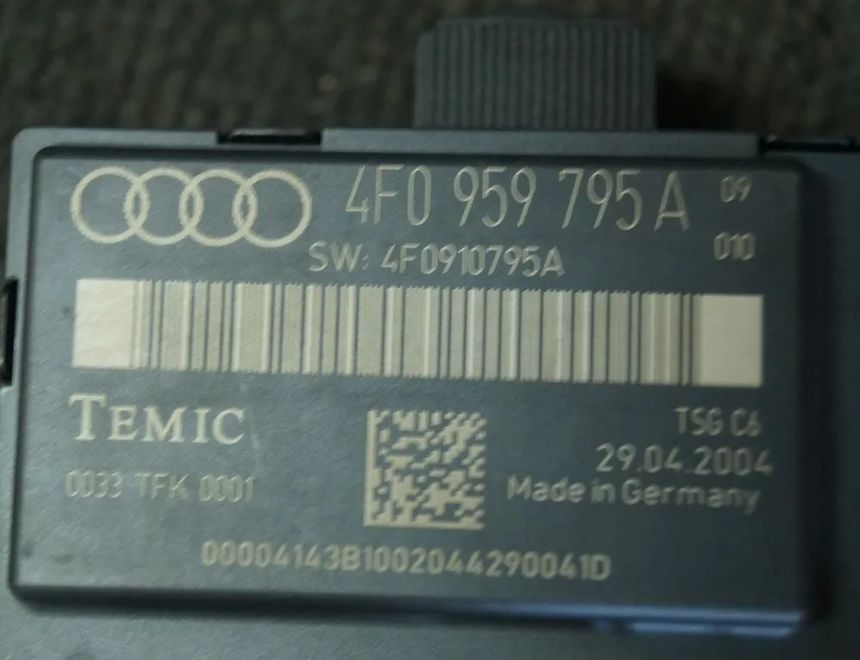 4F0 959 795 A 09
010
SW: 4F0910795A
TEMIC
TSG C6
29.04.2004
0033 TFK 0001
Made in Germany
00004143B1002044290041D